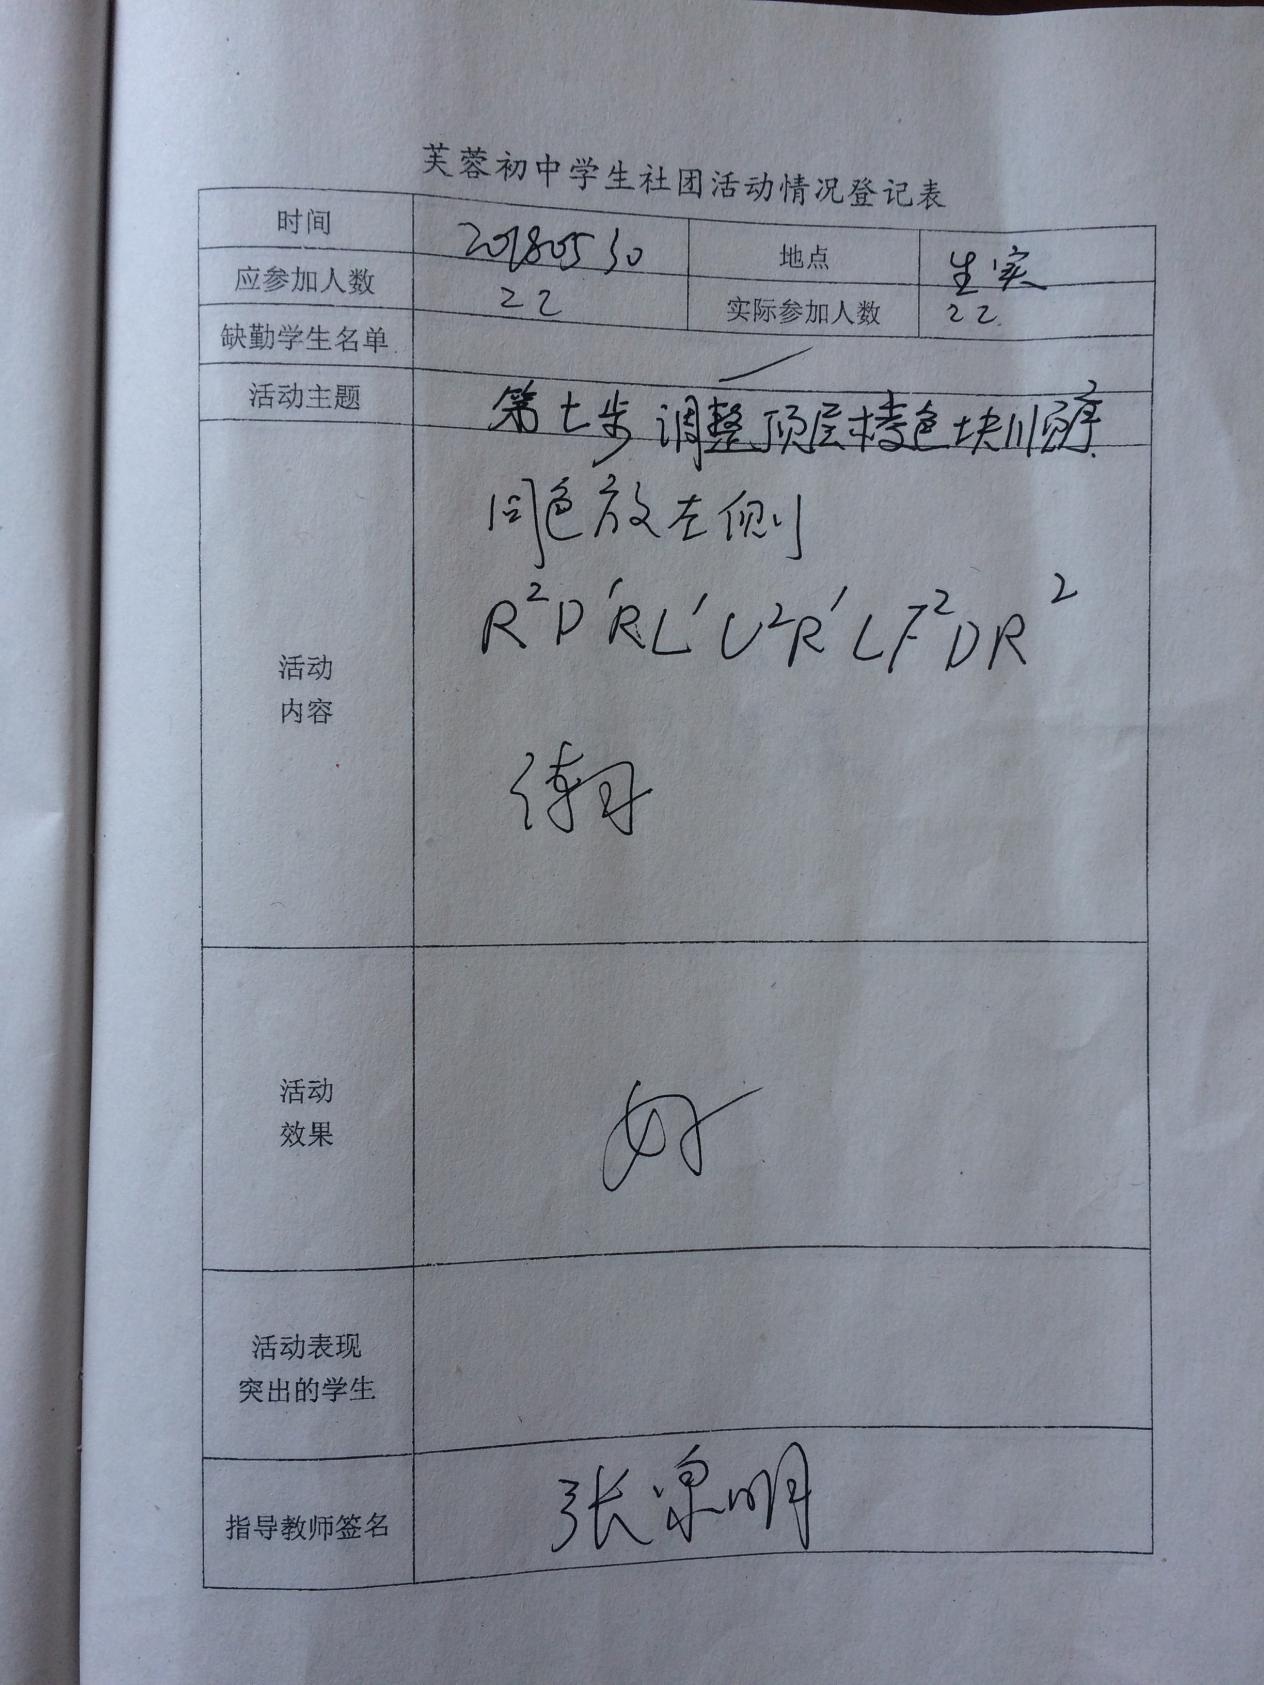 芙蓉初中学生社团活动情况登记表
时间 20180530 地点 生实
应参加人数 22 实际参加人数 22
缺勤学生名单
活动主题 第七步 调整顶层棱色块顺序
同色放左侧
R²D'RL'U²R'LF²DR²
活动
内容
练习
活动
效果
好
活动表现
突出的学生
指导教师签名 张 明